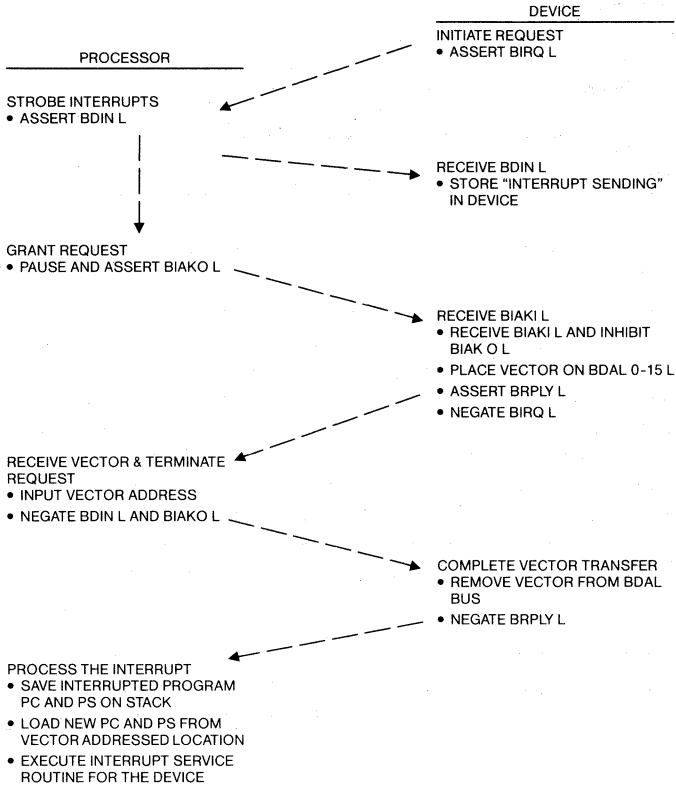 DEVICE
INITIATE REQUEST
• ASSERT BIRQ L
PROCESSOR
STROBE INTERRUPTS
• ASSERT BDIN L
RECEIVE BDIN L
• STORE “INTERRUPT SENDING”
IN DEVICE
GRANT REQUEST
• PAUSE AND ASSERT BIAKO L
RECEIVE BIAKI L
• RECEIVE BIAKI L AND INHIBIT
BIAK O L
• PLACE VECTOR ON BDAL 0-15 L
• ASSERT BRPLY L
• NEGATE BIRQ L
RECEIVE VECTOR & TERMINATE
REQUEST
• INPUT VECTOR ADDRESS
• NEGATE BDIN L AND BIAKO L
COMPLETE VECTOR TRANSFER
• REMOVE VECTOR FROM BDAL
BUS
• NEGATE BRPLY L
PROCESS THE INTERRUPT
• SAVE INTERRUPTED PROGRAM
PC AND PS ON STACK
• LOAD NEW PC AND PS FROM
VECTOR ADDRESSED LOCATION
• EXECUTE INTERRUPT SERVICE
ROUTINE FOR THE DEVICE